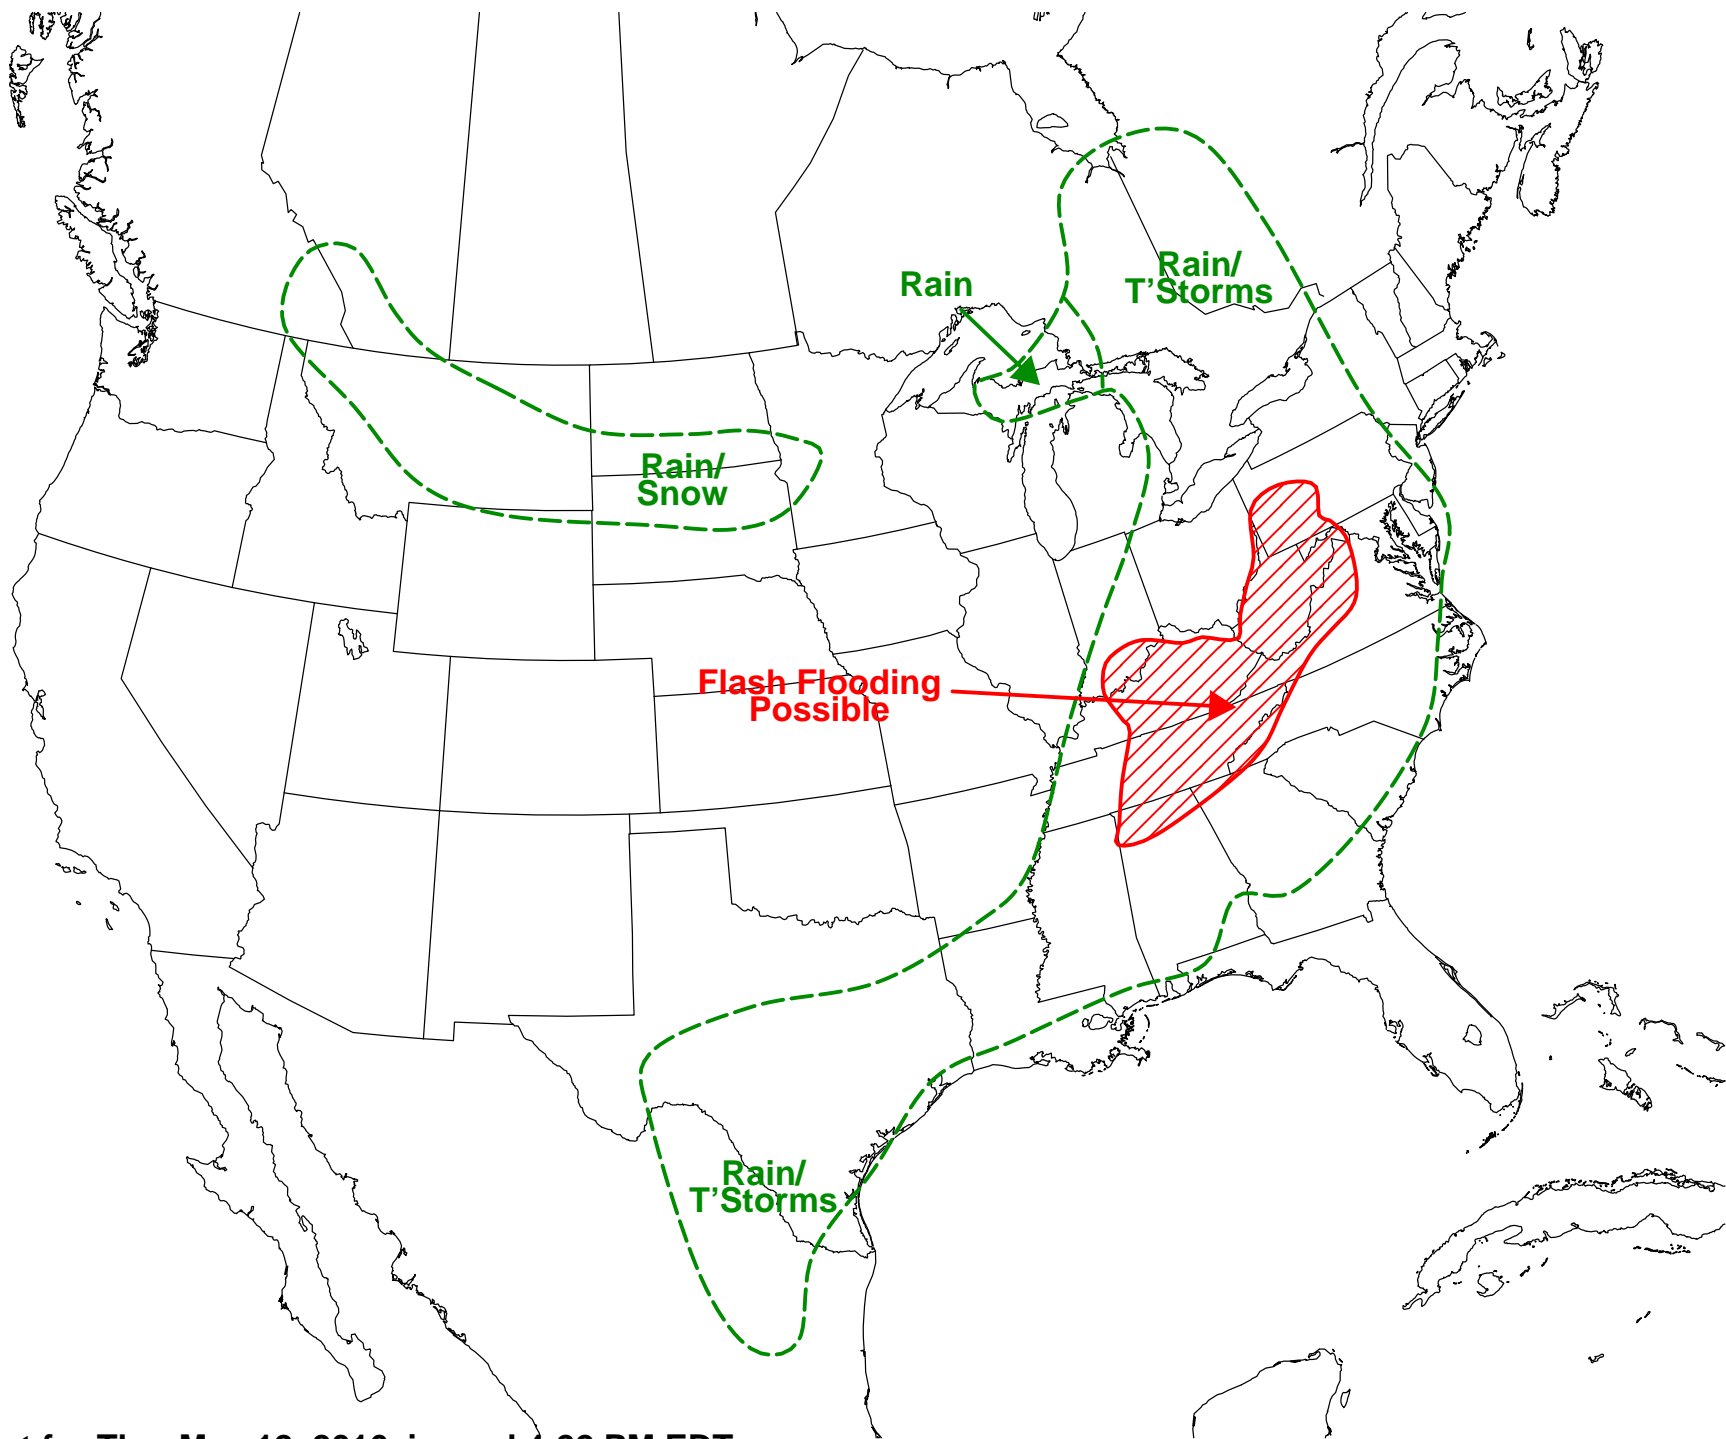 Rain/
T’Storms
Rain
Rain/
Snow
Flash Flooding
Possible
Rain/
T’Storms